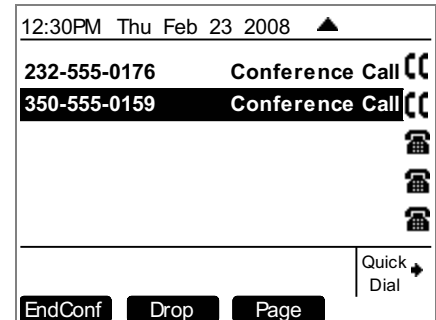 12:30PM Thu Feb 23 2008
232-555-0176 Conference Call
350-555-0159 Conference Call
Quick
Dial
EndConf Drop Page